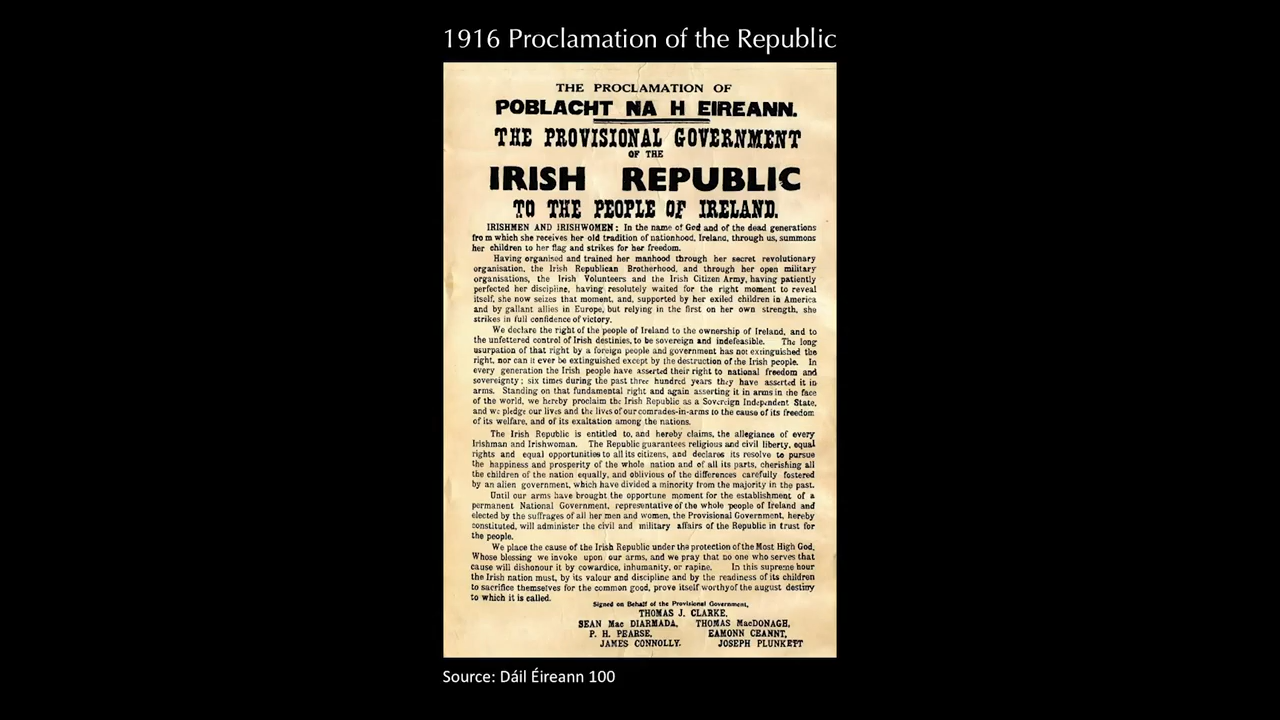 1916 Proclamation of the Republic
THE PROCLAMATION OF
POBLACHT NA H EIREANN.
THE PROVISIONAL GOVERNMENT
OF THE
IRISH REPUBLIC
TO THE PEOPLE OF IRELAND.
IRISHMEN AND IRISHWOMEN: In the name of God and of the dead generations
from which she receives her old tradition of nationhood, Ireland, through us, summons
her children to her flag and strikes for her freedom.
Having organised and trained her manhood through her secret revolutionary
organisation, the Irish Republican Brotherhood, and through her open military
organisations, the Irish Volunteers and the Irish Citizen Army, having patiently
perfected her discipline, having resolutely waited for the right moment to reveal
itself, she now seizes that moment, and, supported by her exiled children in America
and by gallant allies in Europe, but relying in the first on her own strength, she
strikes in full confidence of victory.
We declare the right of the people of Ireland to the ownership of Ireland, and to
the unfettered control of Irish destinies, to be sovereign and indefeasible. The long
usurpation of that right by a foreign people and government has not extinguished the
right, nor can it ever be extinguished except by the destruction of the Irish people. In
every generation the Irish people have asserted their right to national freedom and
sovereignty; six times during the past three hundred years they have asserted it in
arms. Standing on that fundamental right and again asserting it in arms in the face
of the world, we hereby proclaim the Irish Republic as a Sovereign Independent State,
and we pledge our lives and the lives of our comrades-in-arms to the cause of its freedom
of its welfare, and of its exaltation among the nations.
The Irish Republic is entitled to, and hereby claims, the allegiance of every
Irishman and Irishwoman. The Republic guarantees religious and civil liberty, equal
rights and equal opportunities to all its citizens, and declares its resolve to pursue
the happiness and prosperity of the whole nation and of all its parts, cherishing all
the children of the nation equally, and oblivious of the differences carefully fostered
by an alien government, which have divided a minority from the majority in the past.
Until our arms have brought the opportune moment for the establishment of a
permanent National Government, representative of the whole people of Ireland and
elected by the suffrages of all her men and women, the Provisional Government, hereby
constituted, will administer the civil and military affairs of the Republic in trust for
the people.
We place the cause of the Irish Republic under the protection of the Most High God,
Whose blessing we invoke upon our arms, and we pray that no one who serves that
cause will dishonour it by cowardice, inhumanity, or rapine. In this supreme hour
the Irish nation must, by its valour and discipline and by the readiness of its children
to sacrifice themselves for the common good, prove itself worthy of the august destiny
to which it is called.
Signed on Behalf of the Provisional Government,
THOMAS J. CLARKE,
SEAN Mac DIARMADA, THOMAS MacDONAGH,
P. H. PEARSE, EAMONN CEANNT,
JAMES CONNOLLY. JOSEPH PLUNKETT
Source: Dáil Éireann 100